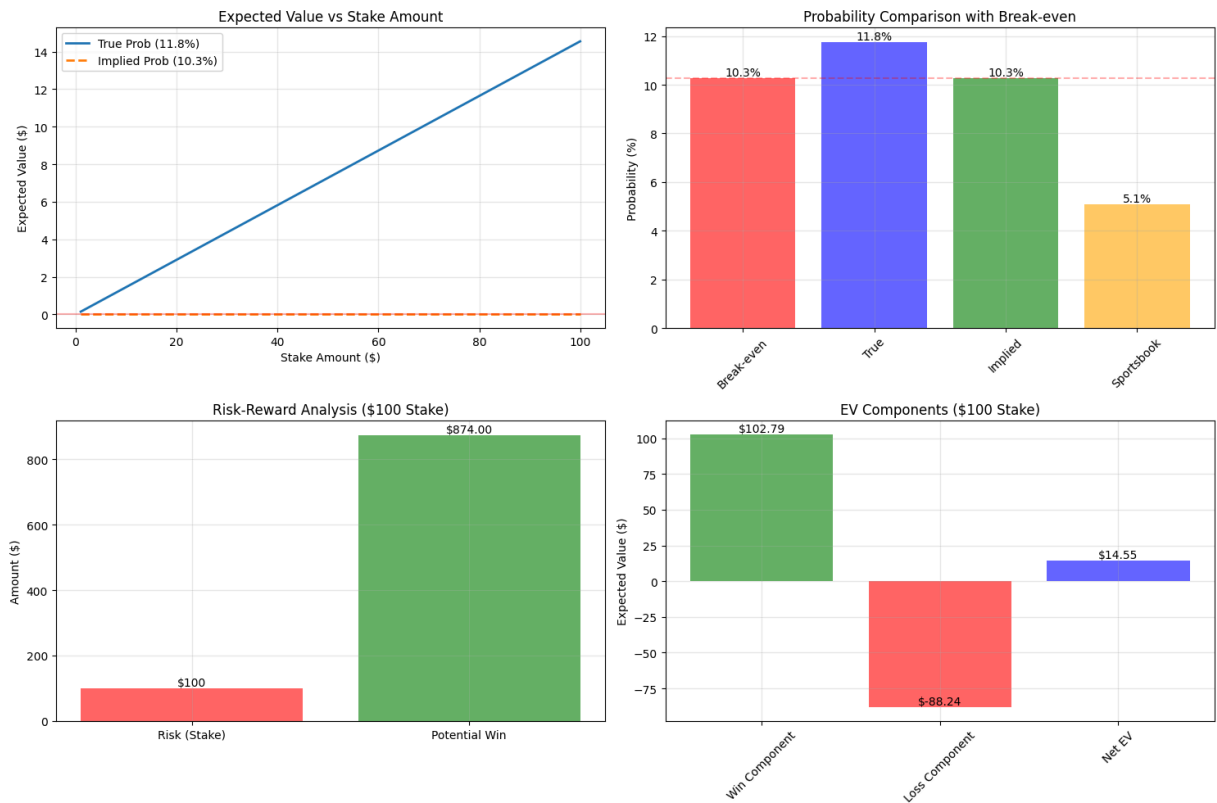 Expected Value vs Stake Amount
True Prob (11.8%)
Implied Prob (10.3%)
Expected Value ($)
14
12
10
8
6
4
2
0
0 20 40 60 80 100
Stake Amount ($)
Probability Comparison with Break-even
Probability (%)
12
10
8
6
4
2
0
10.3%
11.8%
10.3%
5.1%
Break-even
True
Implied
Sportsbook
Risk-Reward Analysis ($100 Stake)
Amount ($)
800
600
400
200
0
$100
$874.00
Risk (Stake) Potential Win
EV Components ($100 Stake)
Expected Value ($)
100
75
50
25
0
−25
−50
−75
$102.79
$-88.24
$14.55
Win Component
Loss Component
Net EV